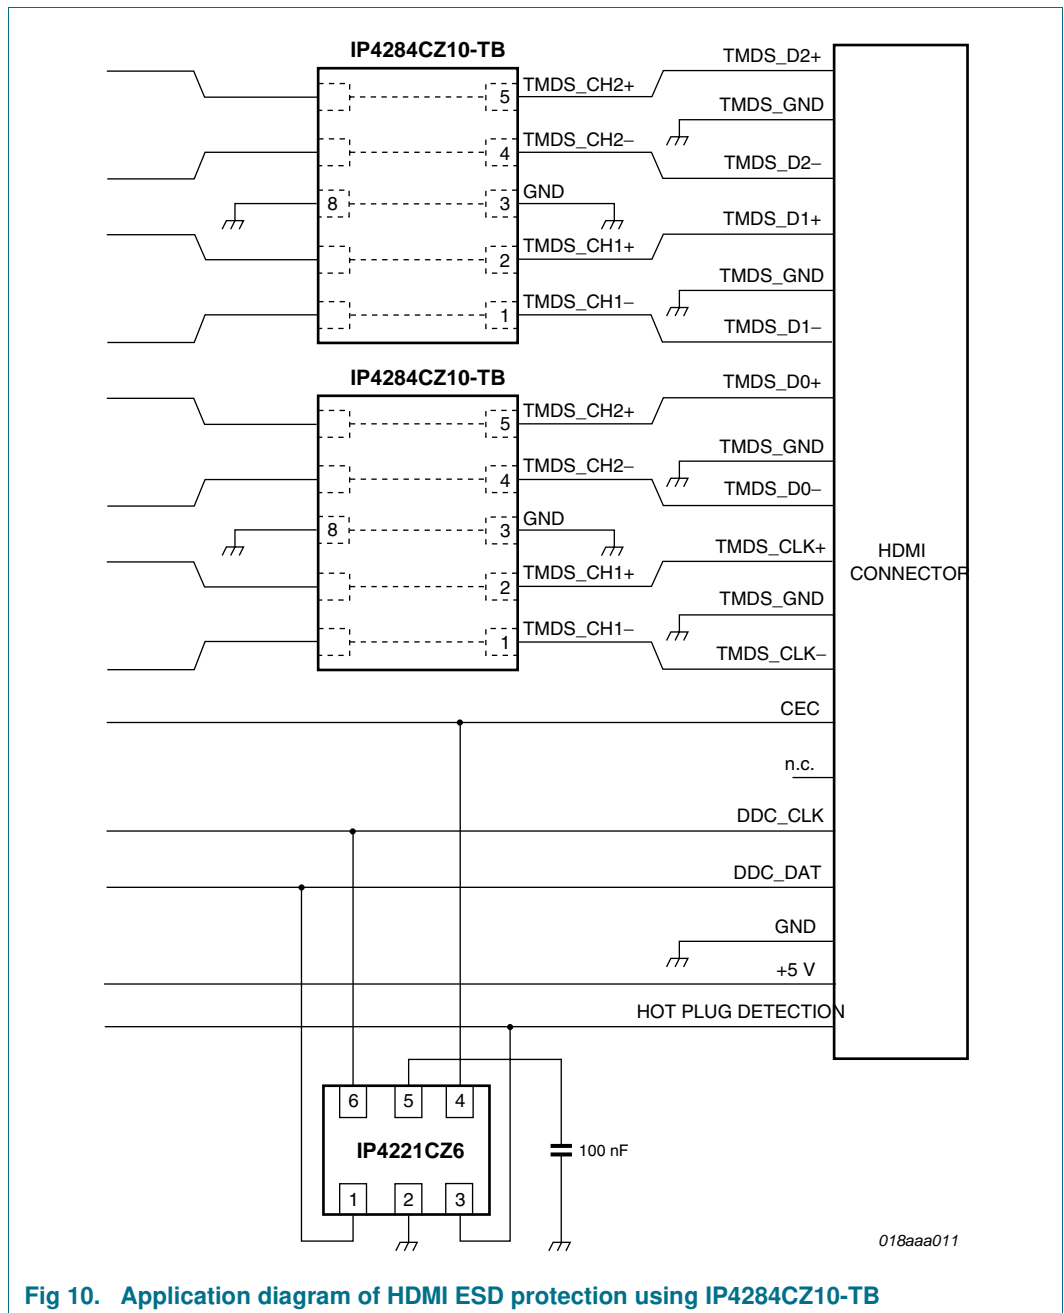 IP4284CZ10-TB
TMDS_D2+
TMDS_CH2+
5
TMDS_GND
TMDS_CH2−
4
TMDS_D2−
GND
8
3
TMDS_D1+
TMDS_CH1+
2
TMDS_GND
TMDS_CH1−
1
TMDS_D1−
IP4284CZ10-TB
TMDS_D0+
TMDS_CH2+
5
TMDS_GND
TMDS_CH2−
4
TMDS_D0−
GND
8
3
TMDS_CLK+
HDMI
CONNECTOR
TMDS_CH1+
2
TMDS_GND
TMDS_CH1−
1
TMDS_CLK−
CEC
n.c.
DDC_CLK
DDC_DAT
GND
+5 V
HOT PLUG DETECTION
6 5 4
IP4221CZ6
100 nF
1 2 3
018aaa011
Fig 10. Application diagram of HDMI ESD protection using IP4284CZ10-TB